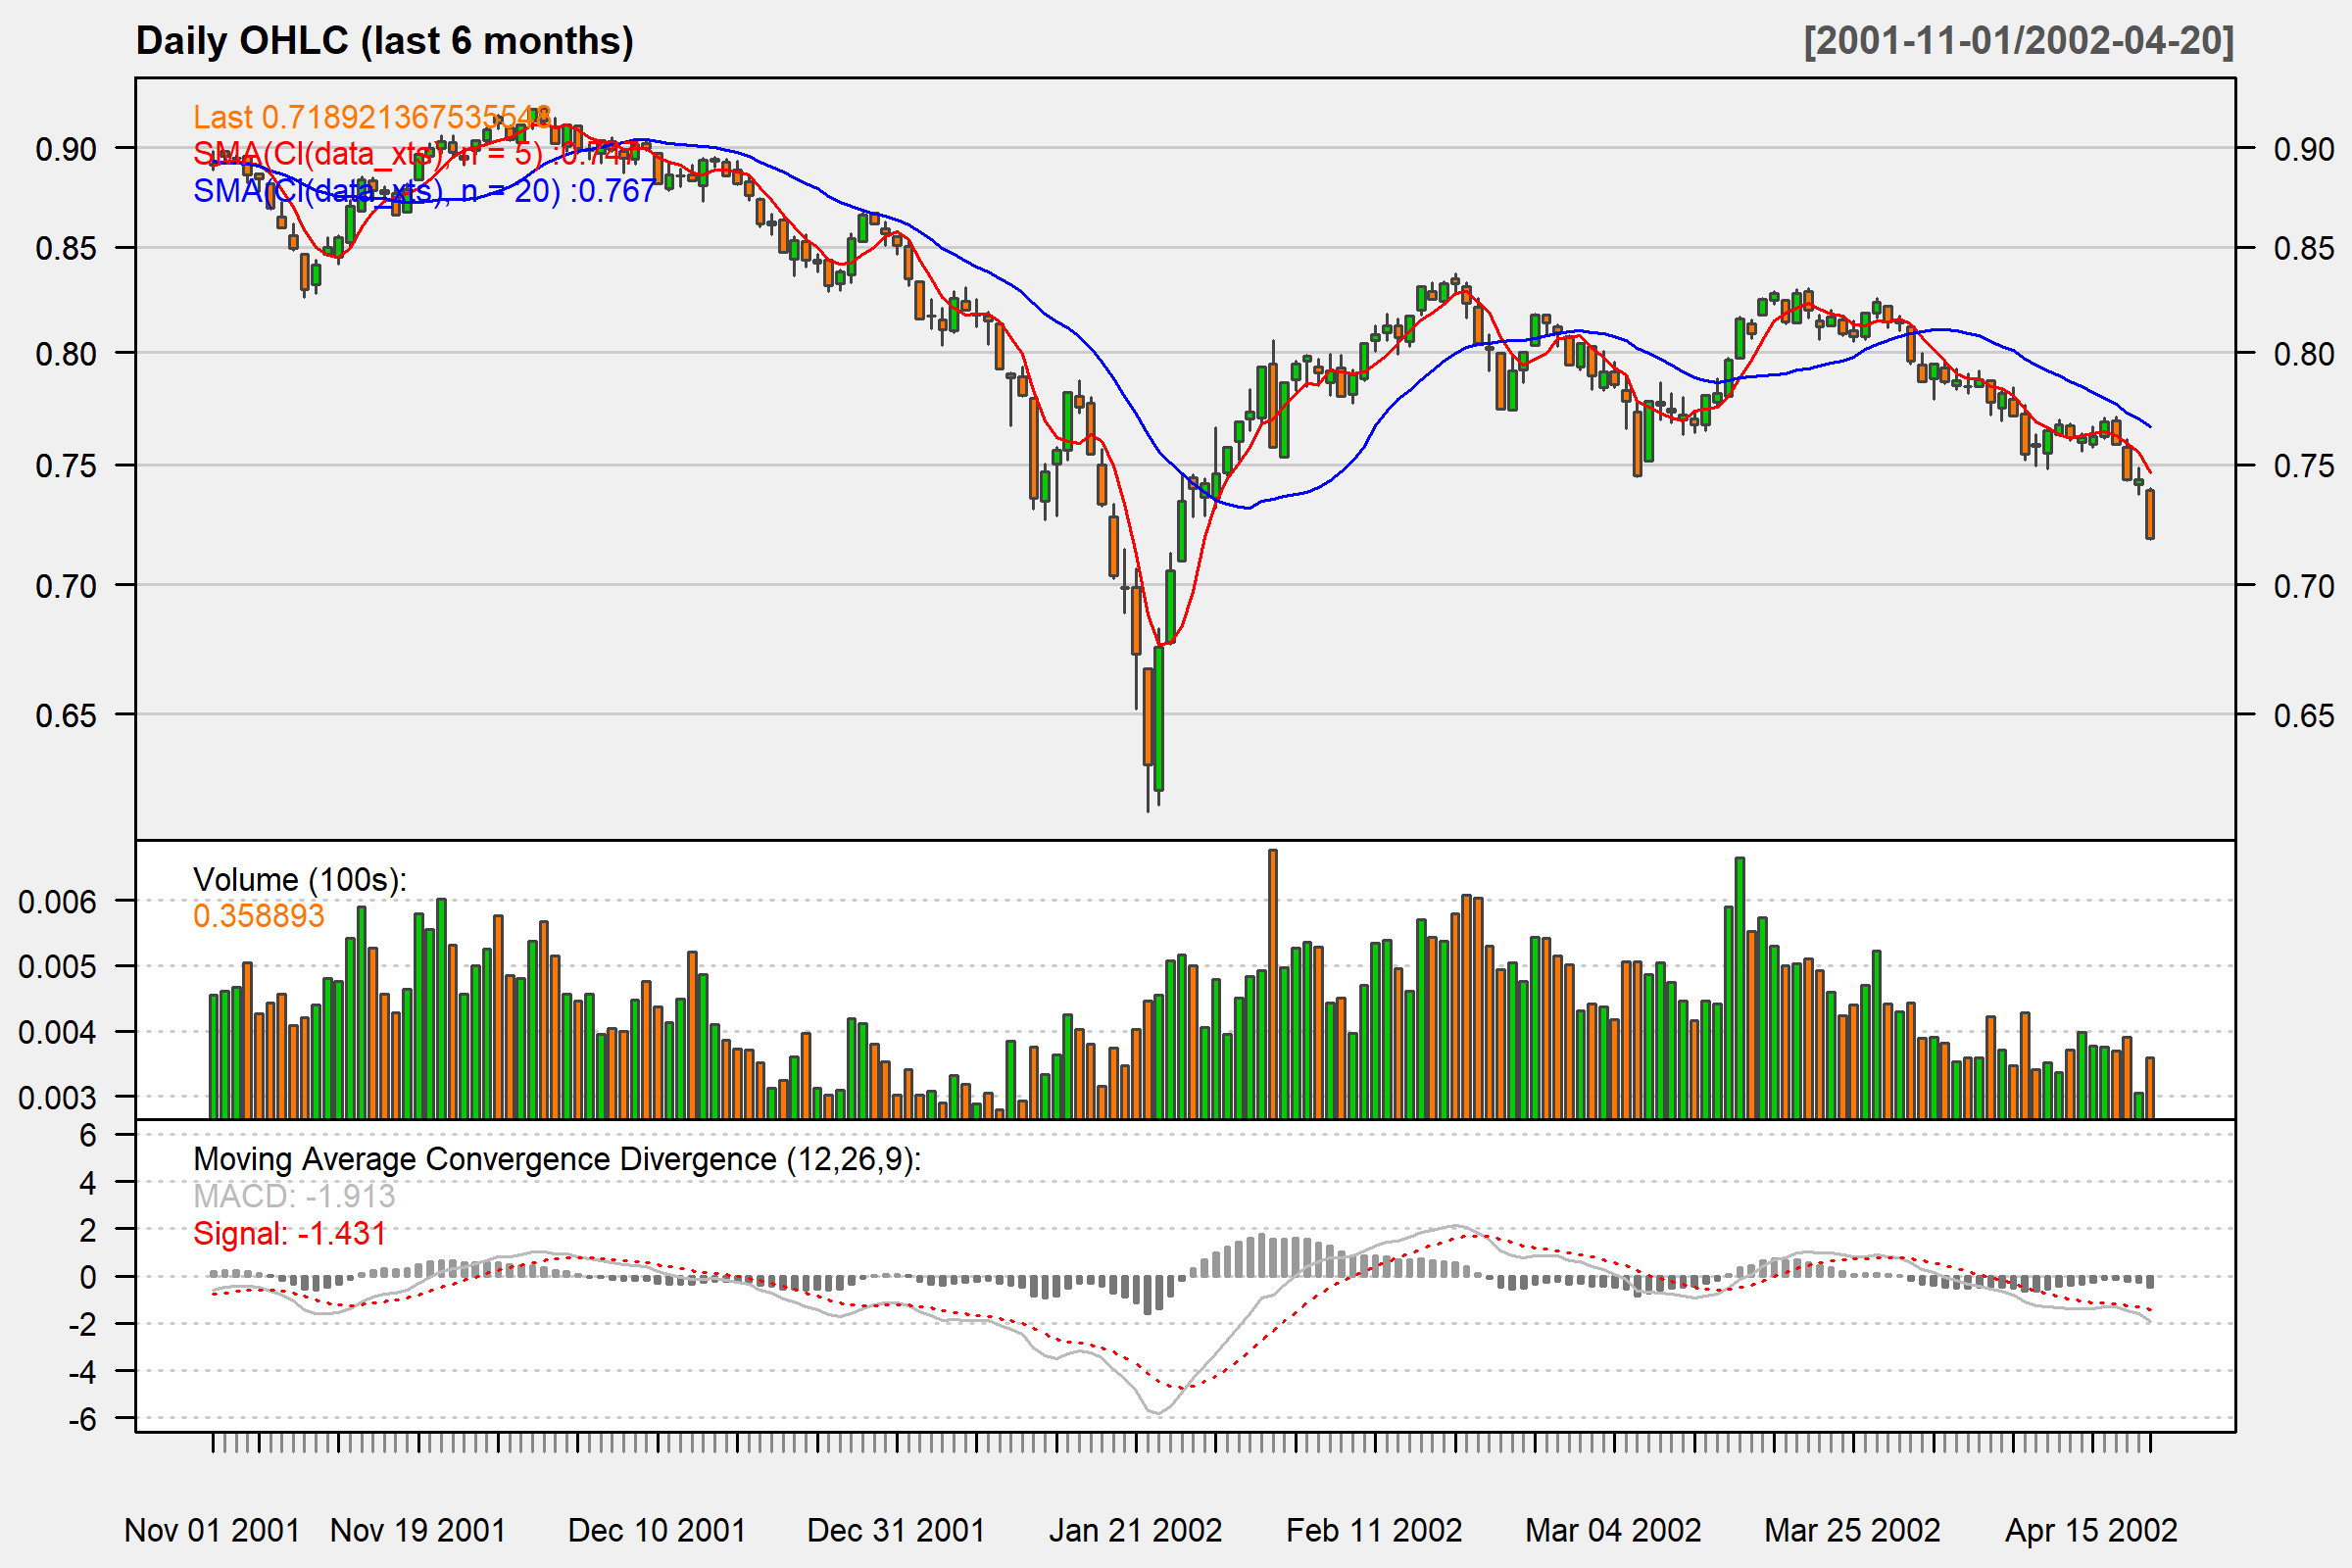 Daily OHLC (last 6 months) [2001-11-01/2002-04-20]
Last 0.718921367535548
SMA(Cl(data_xts), n = 5) :0.747
SMA(Cl(data_xts), n = 20) :0.767
0.90 0.90
0.85 0.85
0.80 0.80
0.75 0.75
0.70 0.70
0.65 0.65
Volume (100s):
0.358893
0.006
0.005
0.004
0.003
Moving Average Convergence Divergence (12,26,9):
MACD: -1.913
Signal: -1.431
6
4
2
0
-2
-4
-6
Nov 01 2001 Nov 19 2001 Dec 10 2001 Dec 31 2001 Jan 21 2002 Feb 11 2002 Mar 04 2002 Mar 25 2002 Apr 15 2002